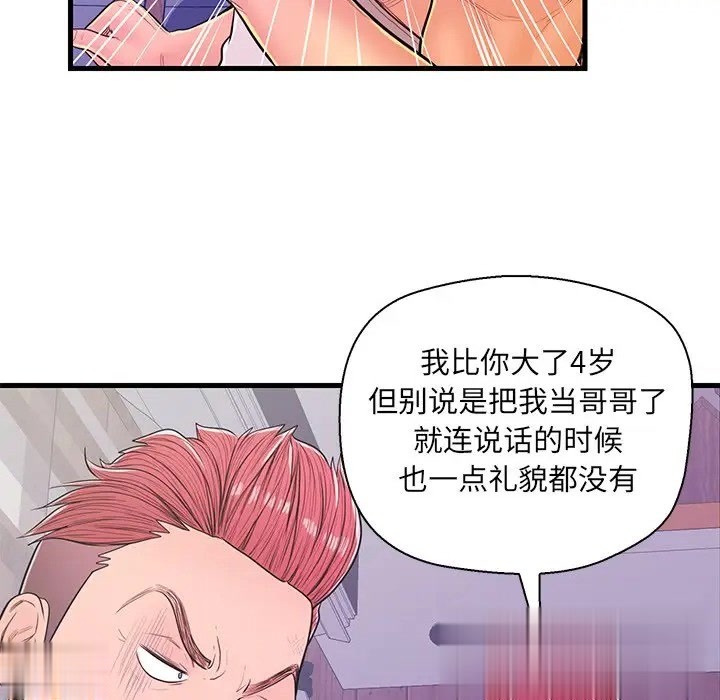 我比你大了4岁
但别说是把我当哥哥了
就连说话的时候
也一点礼貌都没有